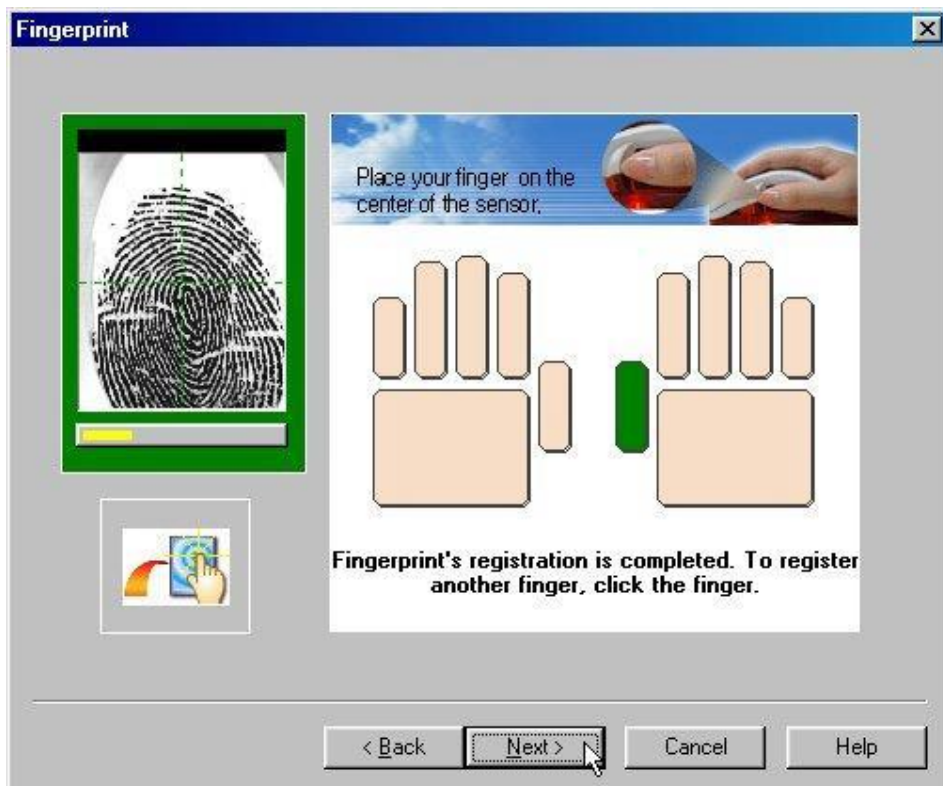 Fingerprint
Place your finger on the
center of the sensor,
Fingerprint's registration is completed. To register
another finger, click the finger.
< Back
Next >
Cancel
Help